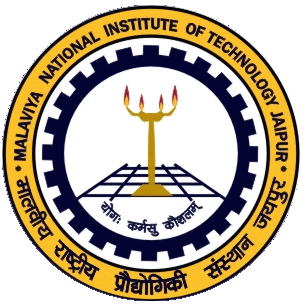 • MALAVIYA NATIONAL INSTITUTE OF TECHNOLOGY JAIPUR •
योगः कर्मसु कौशलम्
मालवीय राष्ट्रीय प्रौद्योगिकी संस्थान जयपुर